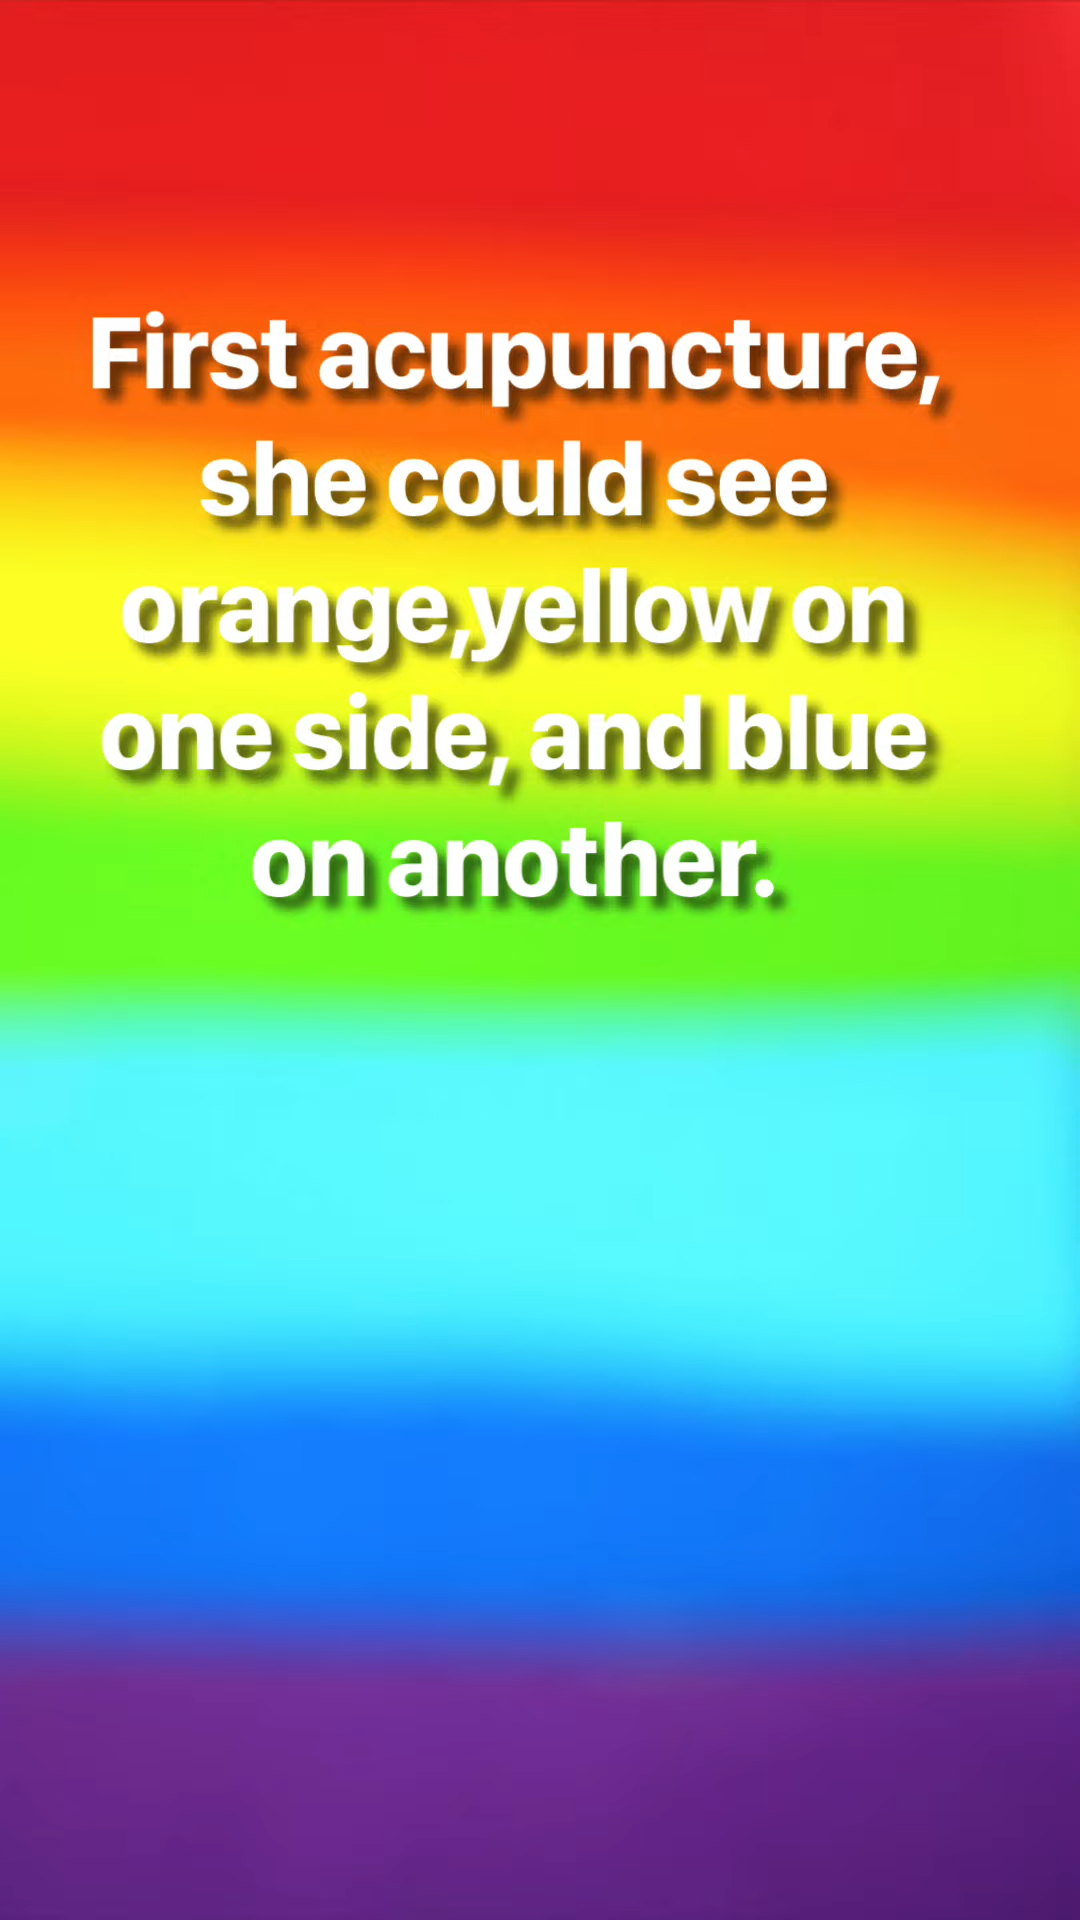 First acupuncture,
she could see
orange,yellow on
one side, and blue
on another.